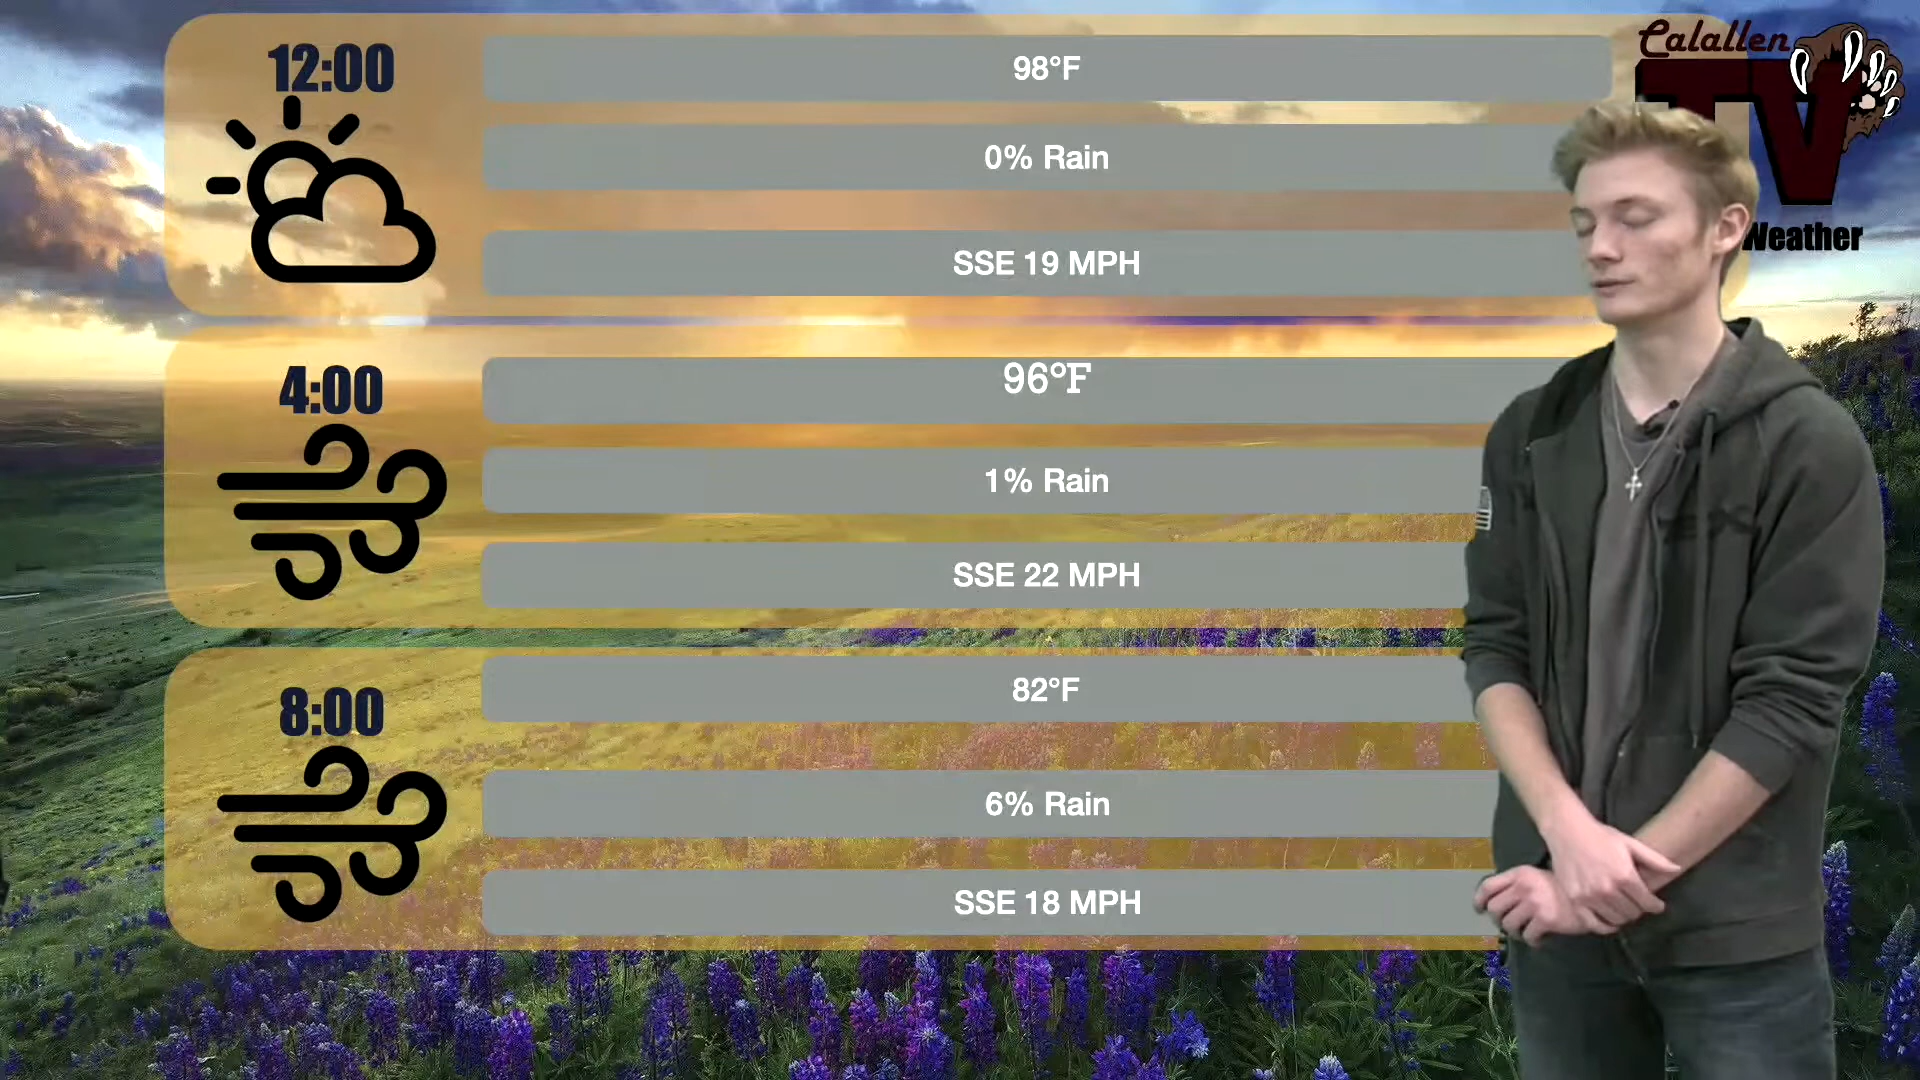 12:00
98°F
0% Rain
SSE 19 MPH
4:00
96°F
1% Rain
SSE 22 MPH
8:00
82°F
6% Rain
SSE 18 MPH
Calallen
TV
Weather